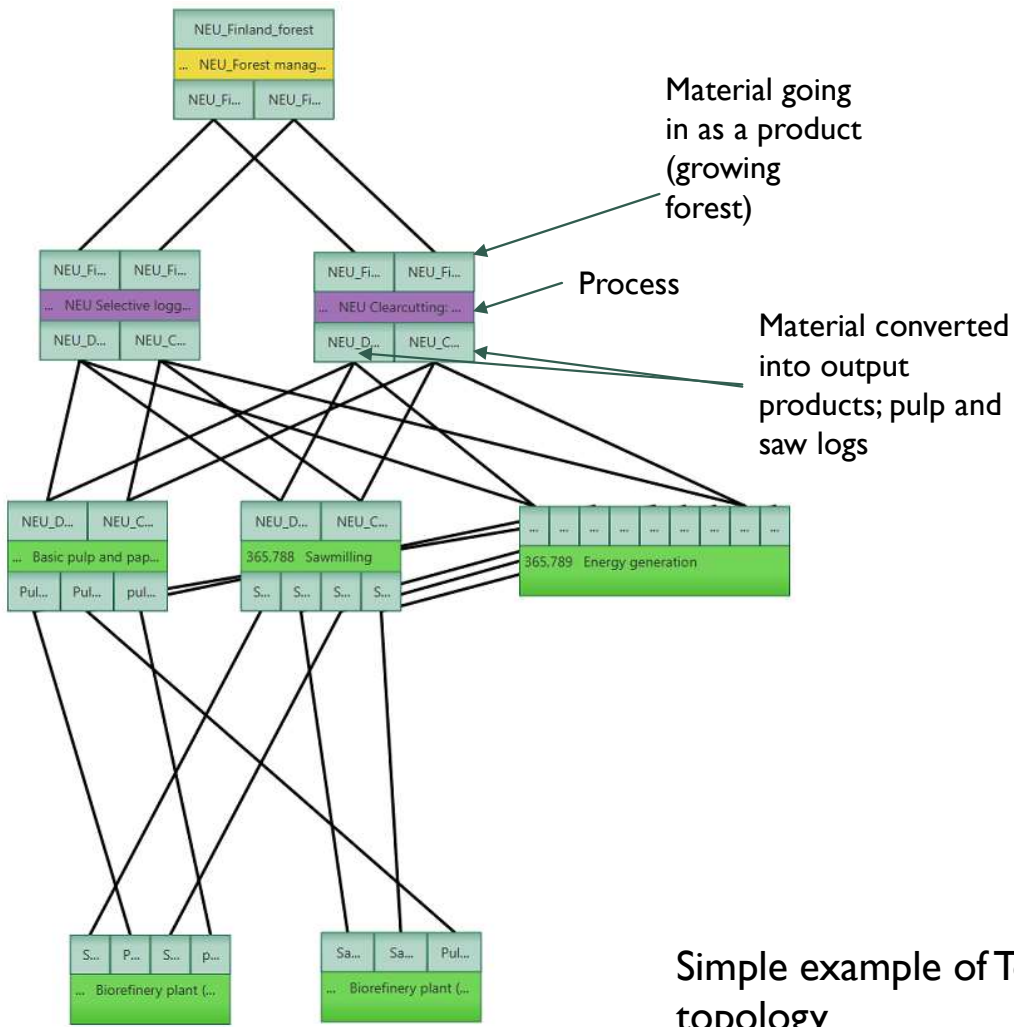 NEU_Finland_forest
... NEU_Forest manag...
NEU_Fi... NEU_Fi...
Material going
in as a product
(growing
forest)
NEU_Fi... NEU_Fi... NEU_Fi... NEU_Fi...
... NEU Selective logg... ... NEU Clearcutting: ...
Process
NEU_D... NEU_C... NEU_D... NEU_C...
Material converted
into output
products; pulp and
saw logs
NEU_D... NEU_C... NEU_D... NEU_C... ... ... ... ... ... ... ... ... ...
... Basic pulp and pap... 365,788 Sawmilling 365,789 Energy generation
Pul... Pul... pul... S... S... S... S...
S... P... S... p... Sa... Sa... Pul...
... Biorefinery plant (... ... Biorefinery plant (...
Simple example of
topology